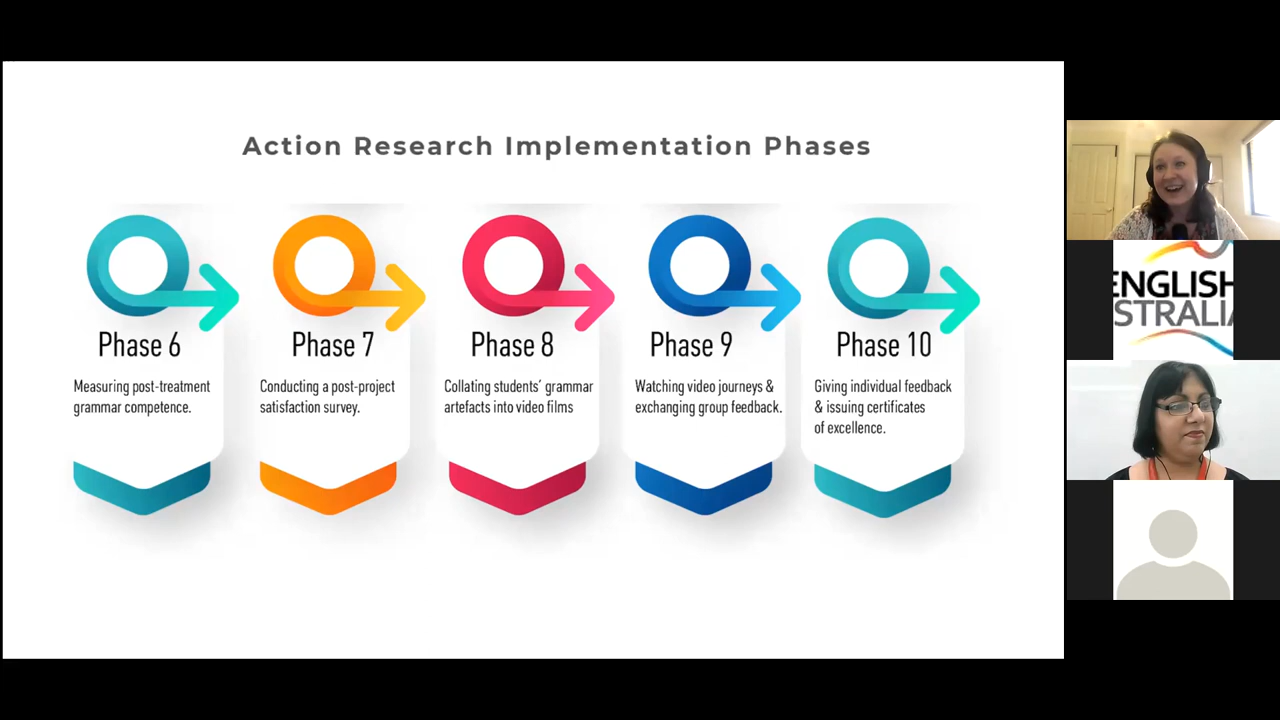 Action Research Implementation Phases
Phase 6
Measuring post-treatment
grammar competence.
Phase 7
Conducting a post-project
satisfaction survey.
Phase 8
Collating students’ grammar
artefacts into video films
Phase 9
Watching video journeys &
exchanging group feedback.
Phase 10
Giving individual feedback
& issuing certificates
of excellence.
ENGLISH